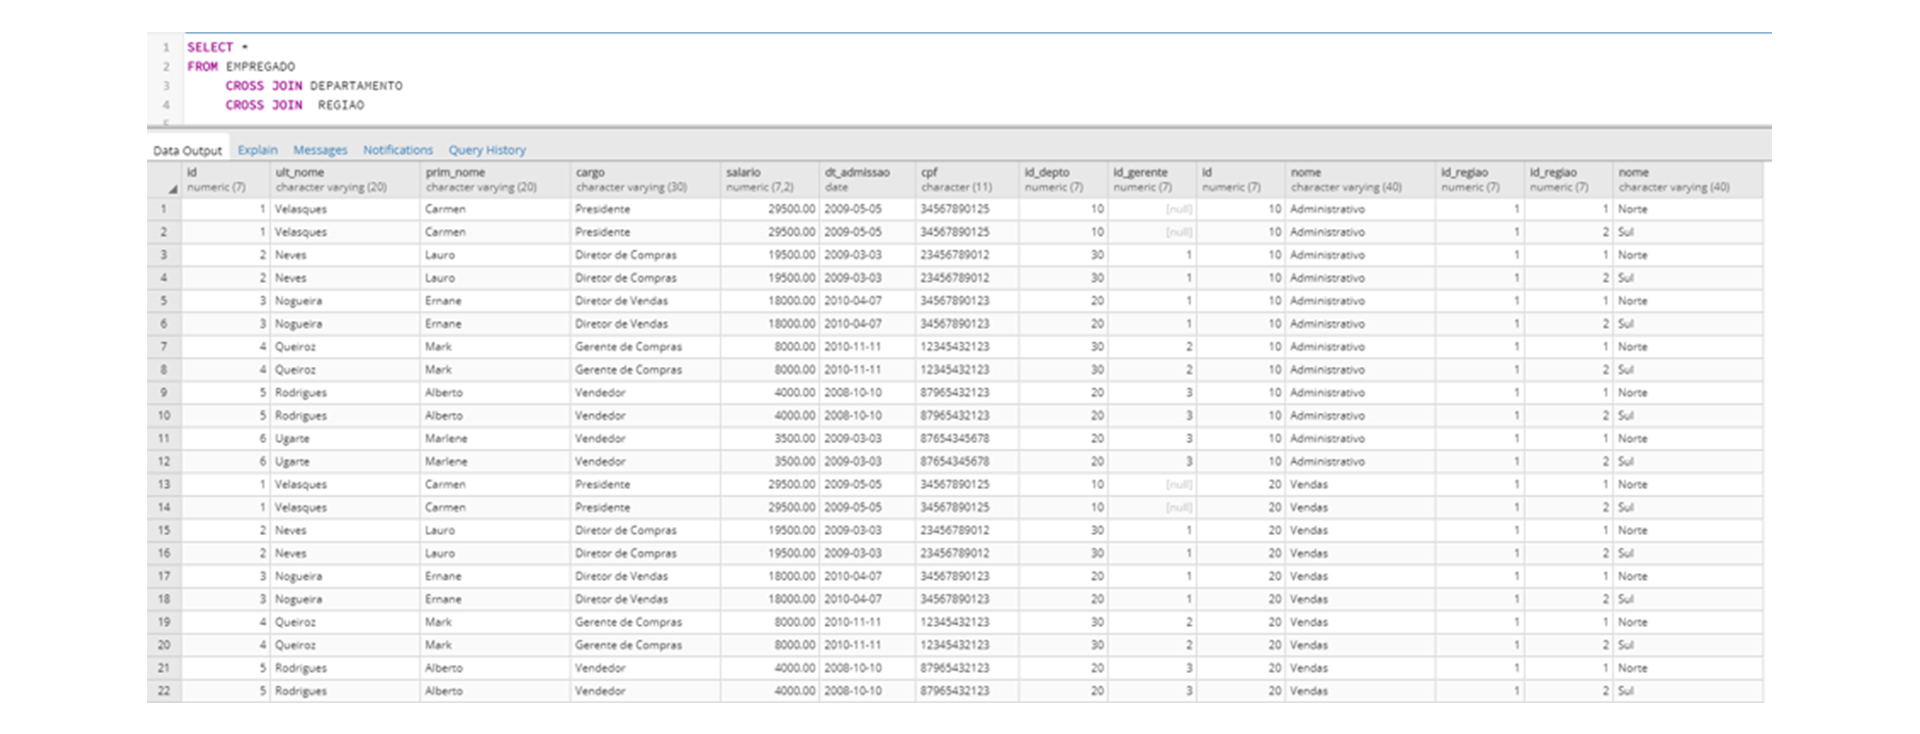 1 SELECT *
2 FROM EMPREGADO
3 CROSS JOIN DEPARTAMENTO
4 CROSS JOIN REGIAO
Data Output Explain Messages Notifications Query History
id ult_nome prim_nome cargo salario dt_admissao cpf id_depto id_gerente id nome id_regiao id_regiao nome
numeric (7) character varying (20) character varying (20) character varying (30) numeric (7,2) date character (11) numeric (7) numeric (7) numeric (7) character varying (40) numeric (7) numeric (7) character varying (40)
1 1 Velasques Carmen Presidente 29500.00 2009-05-05 34567890125 10 [null] 10 Administrativo 1 1 Norte
2 1 Velasques Carmen Presidente 29500.00 2009-05-05 34567890125 10 [null] 10 Administrativo 1 2 Sul
3 2 Neves Lauro Diretor de Compras 19500.00 2009-03-03 23456789012 30 1 10 Administrativo 1 1 Norte
4 2 Neves Lauro Diretor de Compras 19500.00 2009-03-03 23456789012 30 1 10 Administrativo 1 2 Sul
5 3 Nogueira Ernane Diretor de Vendas 18000.00 2010-04-07 34567890123 20 1 10 Administrativo 1 1 Norte
6 3 Nogueira Ernane Diretor de Vendas 18000.00 2010-04-07 34567890123 20 1 10 Administrativo 1 2 Sul
7 4 Queiroz Mark Gerente de Compras 8000.00 2010-11-11 12345432123 30 2 10 Administrativo 1 1 Norte
8 4 Queiroz Mark Gerente de Compras 8000.00 2010-11-11 12345432123 30 2 10 Administrativo 1 2 Sul
9 5 Rodrigues Alberto Vendedor 4000.00 2008-10-10 87965432123 20 3 10 Administrativo 1 1 Norte
10 5 Rodrigues Alberto Vendedor 4000.00 2008-10-10 87965432123 20 3 10 Administrativo 1 2 Sul
11 6 Ugarte Marlene Vendedor 3500.00 2009-03-03 87654345678 20 3 10 Administrativo 1 1 Norte
12 6 Ugarte Marlene Vendedor 3500.00 2009-03-03 87654345678 20 3 10 Administrativo 1 2 Sul
13 1 Velasques Carmen Presidente 29500.00 2009-05-05 34567890125 10 [null] 20 Vendas 1 1 Norte
14 1 Velasques Carmen Presidente 29500.00 2009-05-05 34567890125 10 [null] 20 Vendas 1 2 Sul
15 2 Neves Lauro Diretor de Compras 19500.00 2009-03-03 23456789012 30 1 20 Vendas 1 1 Norte
16 2 Neves Lauro Diretor de Compras 19500.00 2009-03-03 23456789012 30 1 20 Vendas 1 2 Sul
17 3 Nogueira Ernane Diretor de Vendas 18000.00 2010-04-07 34567890123 20 1 20 Vendas 1 1 Norte
18 3 Nogueira Ernane Diretor de Vendas 18000.00 2010-04-07 34567890123 20 1 20 Vendas 1 2 Sul
19 4 Queiroz Mark Gerente de Compras 8000.00 2010-11-11 12345432123 30 2 20 Vendas 1 1 Norte
20 4 Queiroz Mark Gerente de Compras 8000.00 2010-11-11 12345432123 30 2 20 Vendas 1 2 Sul
21 5 Rodrigues Alberto Vendedor 4000.00 2008-10-10 87965432123 20 3 20 Vendas 1 1 Norte
22 5 Rodrigues Alberto Vendedor 4000.00 2008-10-10 87965432123 20 3 20 Vendas 1 2 Sul